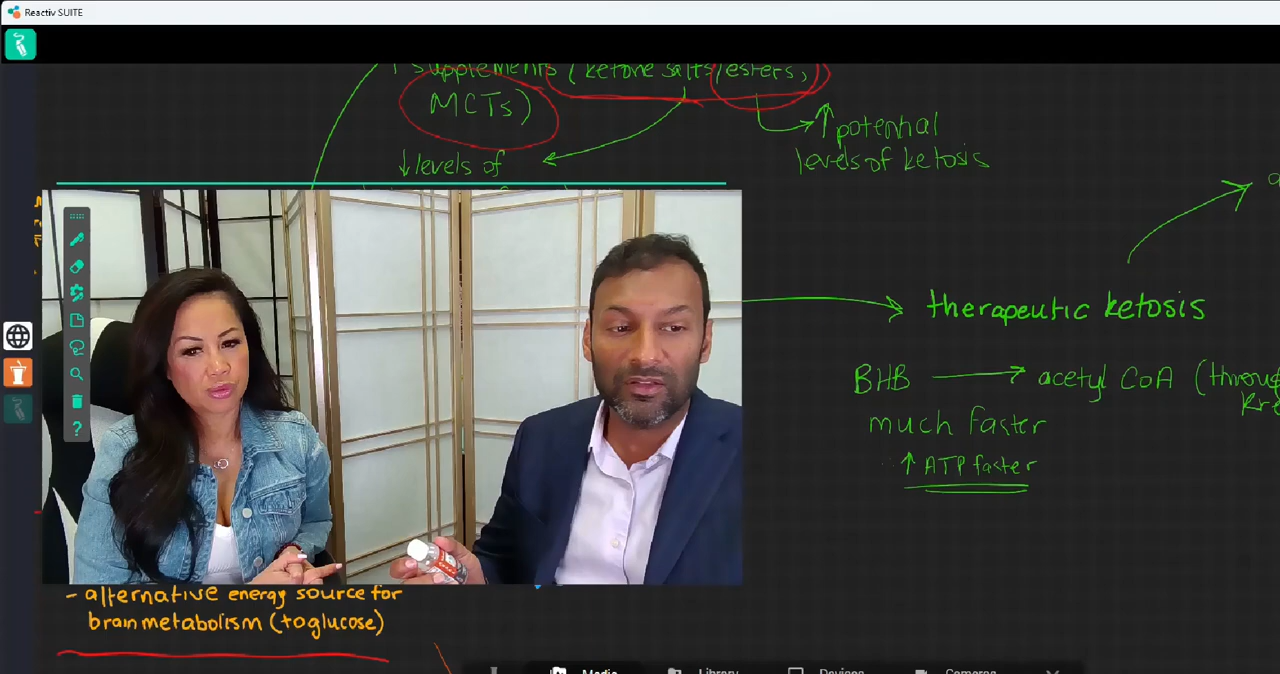 Reactiv SUITE
↑ supplements (ketone salts/esters,
MCTs)
↑ potential
levels of ketosis
↓ levels of
therapeutic ketosis
BHB → acetyl CoA (throug
much faster
↑ ATP faster
- alternative energy source for
brain metabolism (to glucose)
Media Library Devices Cameras
?